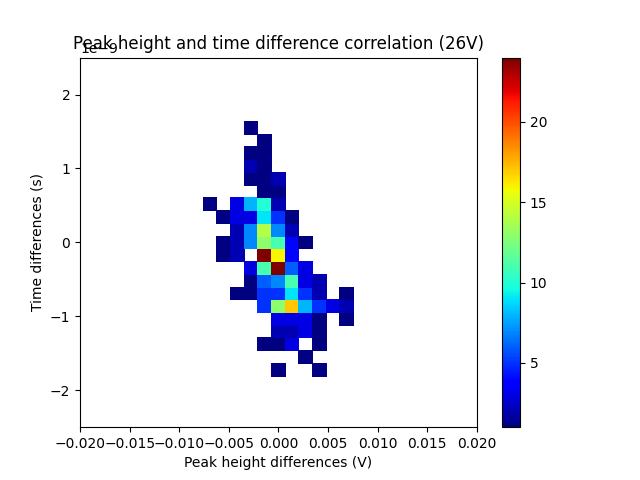 Peak height and time difference correlation (26V)
1e−9
2
1
0
−1
−2
Time differences (s)
−0.020 −0.015 −0.010 −0.005 0.000 0.005 0.010 0.015 0.020
Peak height differences (V)
20
15
10
5